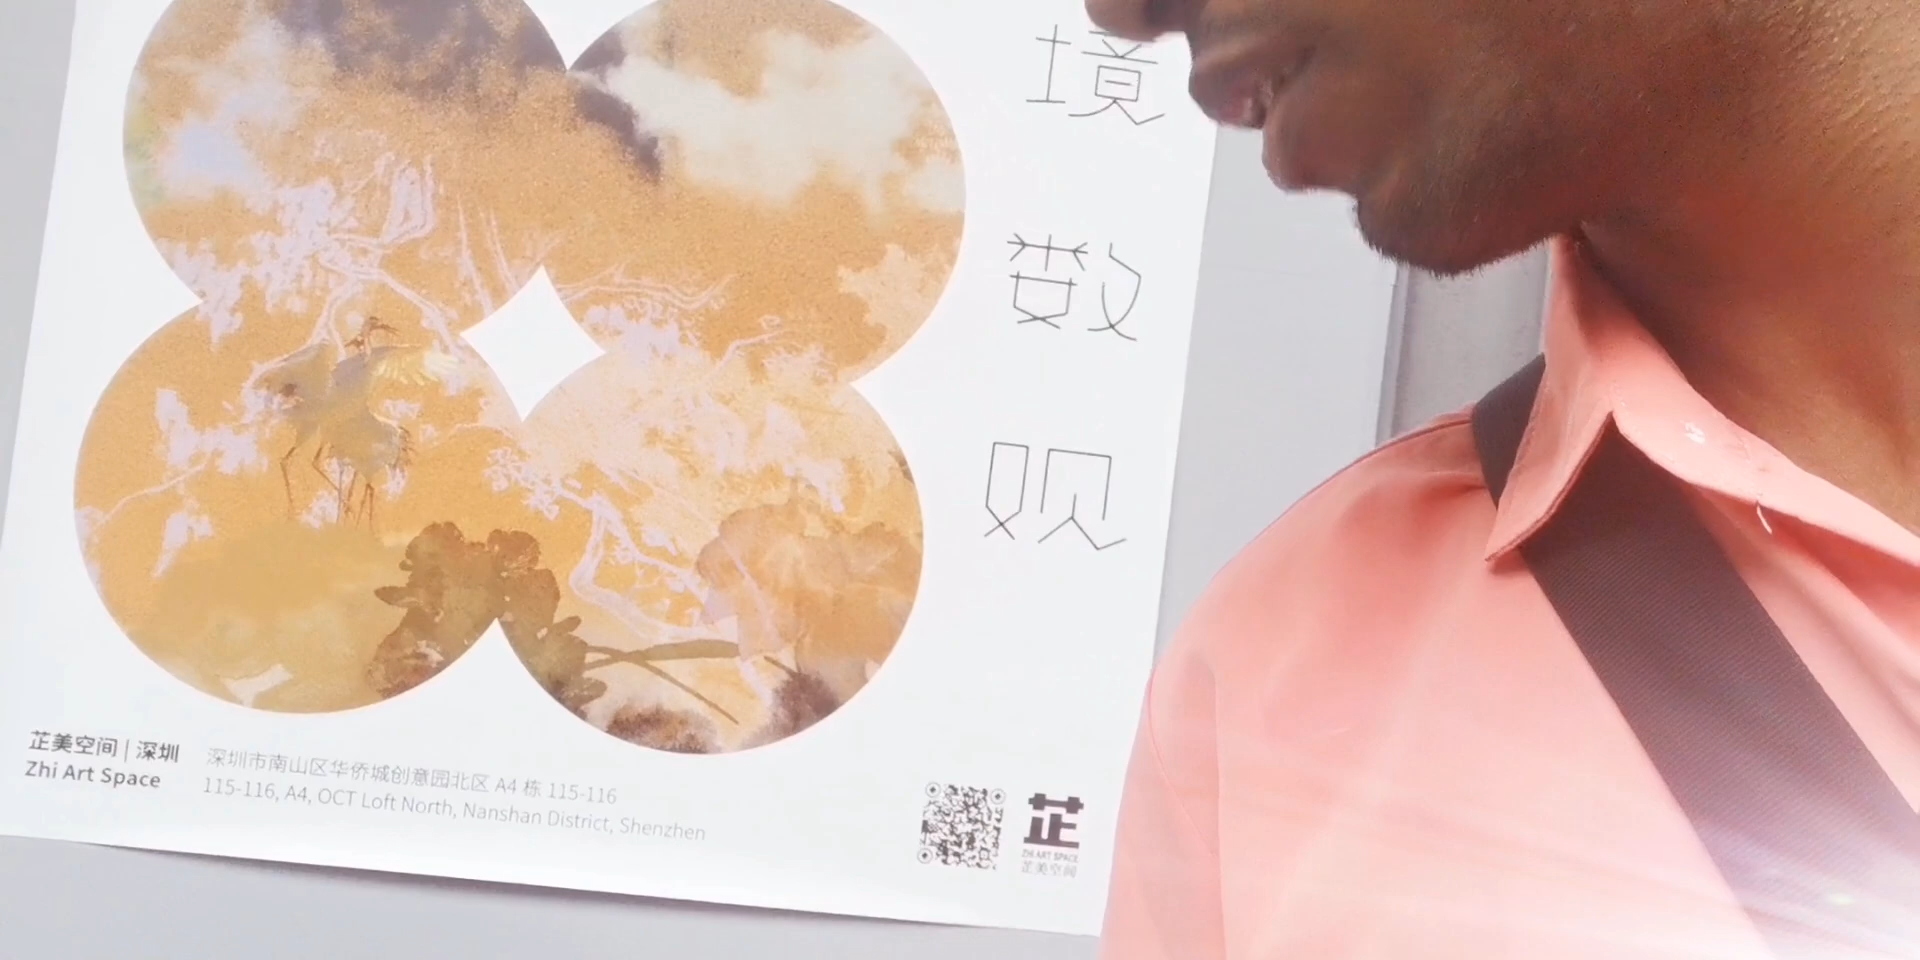 境
数
观
芷美空间 | 深圳
Zhi Art Space
深圳市南山区华侨城创意园北区 A4 栋 115-116
115-116, A4, OCT Loft North, Nanshan District, Shenzhen
芷
ZHI ART SPACE
芷美空间